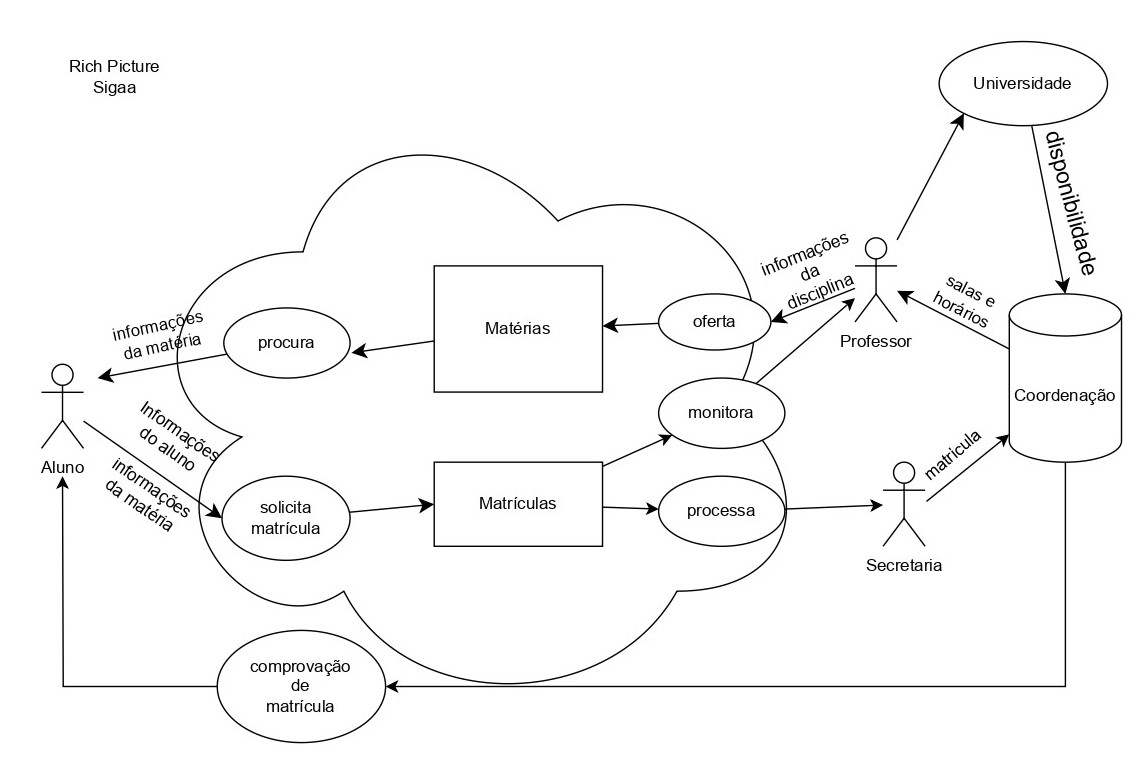 Rich Picture
Sigaa
Universidade
disponibilidade
informações
da
disciplina
salas e
horários
Professor
Coordenação
informações
da matéria
procura
Matérias
oferta
monitora
Aluno
Informações
do aluno
informações
da matéria
solicita
matrícula
Matrículas
processa
matricula
Secretaria
comprovação
de
matrícula